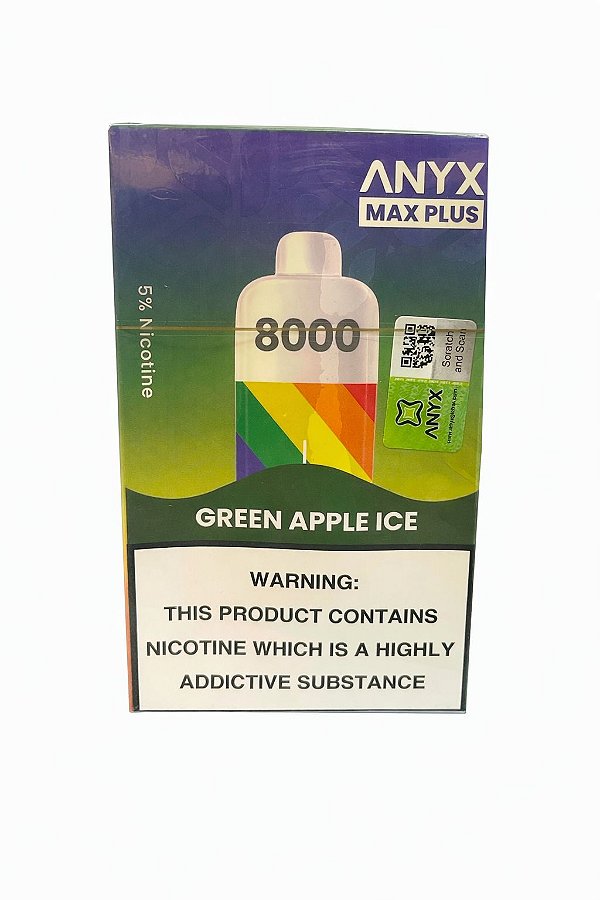 ANYX
MAX PLUS
5% Nicotine
8000
Scratch
and Scan
ANYX
GREEN APPLE ICE
WARNING:
THIS PRODUCT CONTAINS
NICOTINE WHICH IS A HIGHLY
ADDICTIVE SUBSTANCE